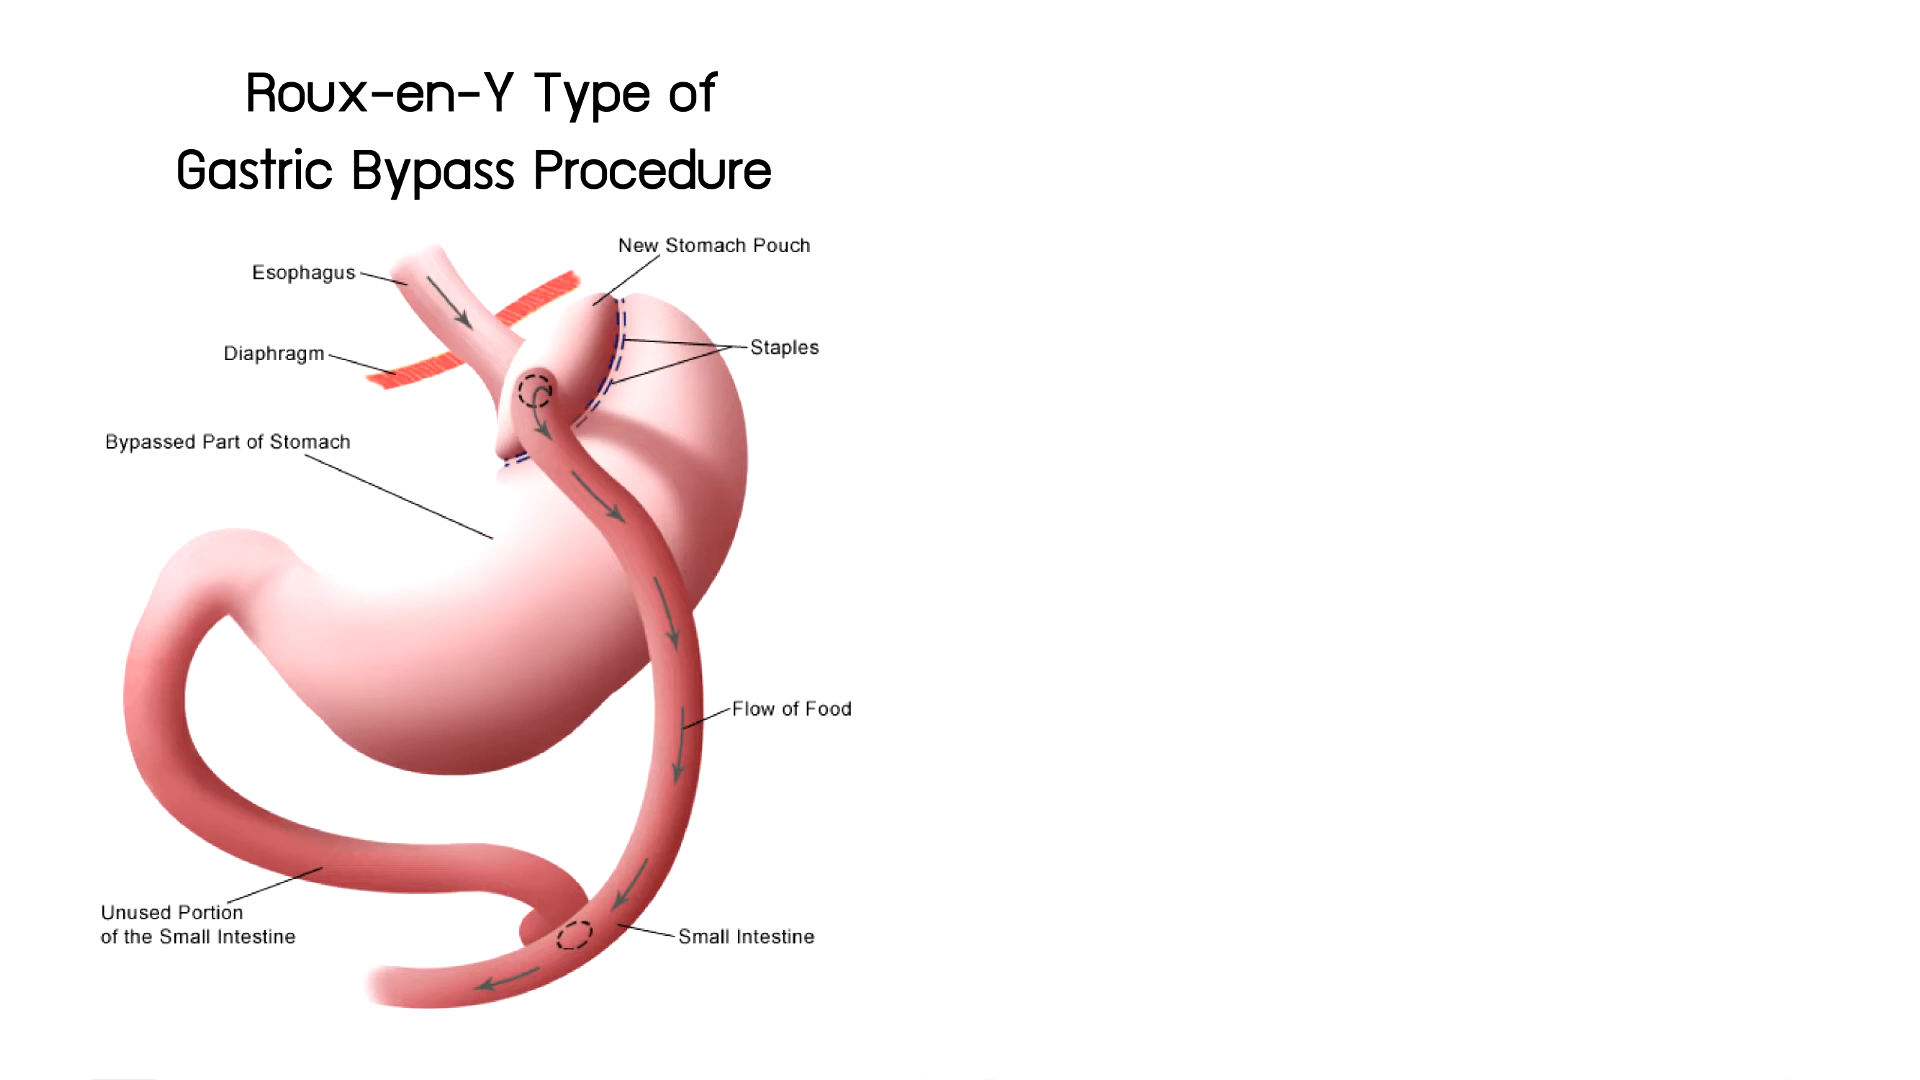 Roux-en-Y Type of
Gastric Bypass Procedure
New Stomach Pouch
Esophagus
Staples
Diaphragm
Bypassed Part of Stomach
Flow of Food
Unused Portion
of the Small Intestine
Small Intestine